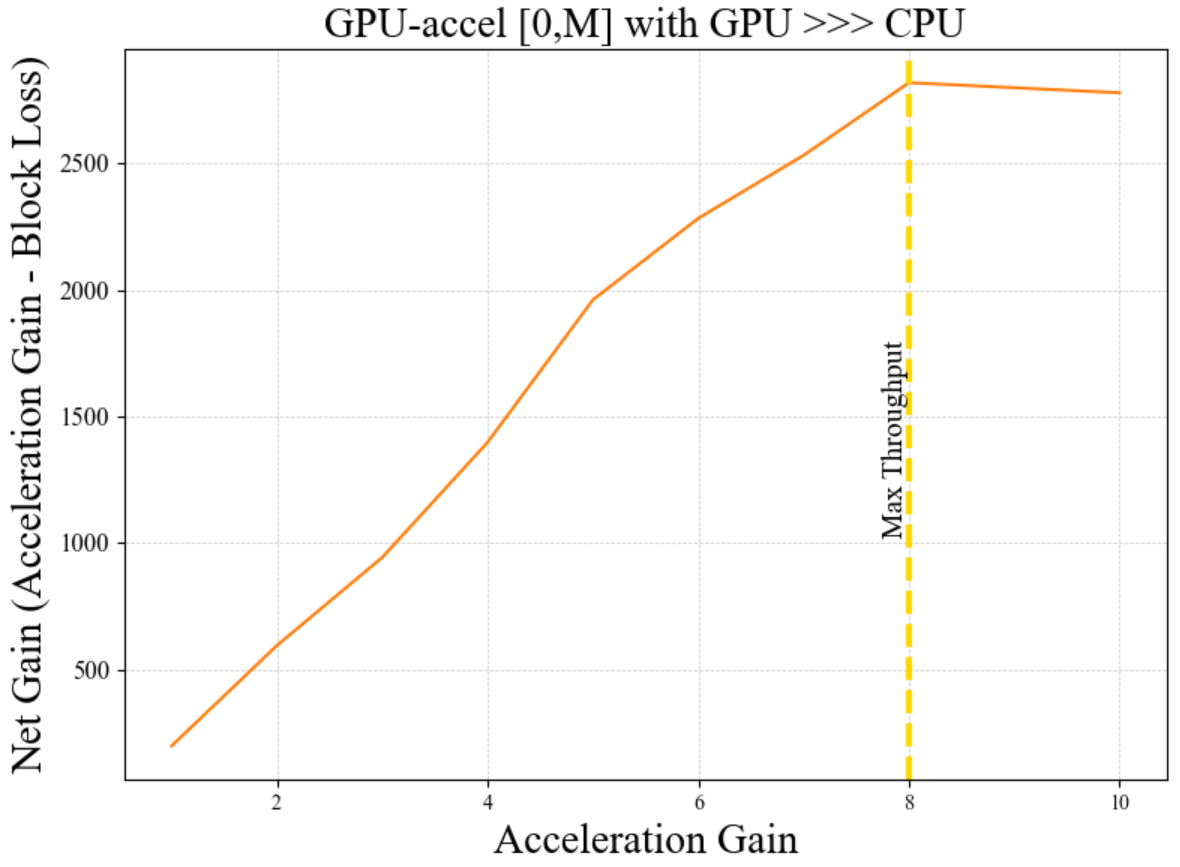 GPU-accel [0,M] with GPU >>> CPU
Net Gain (Acceleration Gain - Block Loss)
2500
2000
1500
1000
500
Max Throughput
2 4 6 8 10
Acceleration Gain